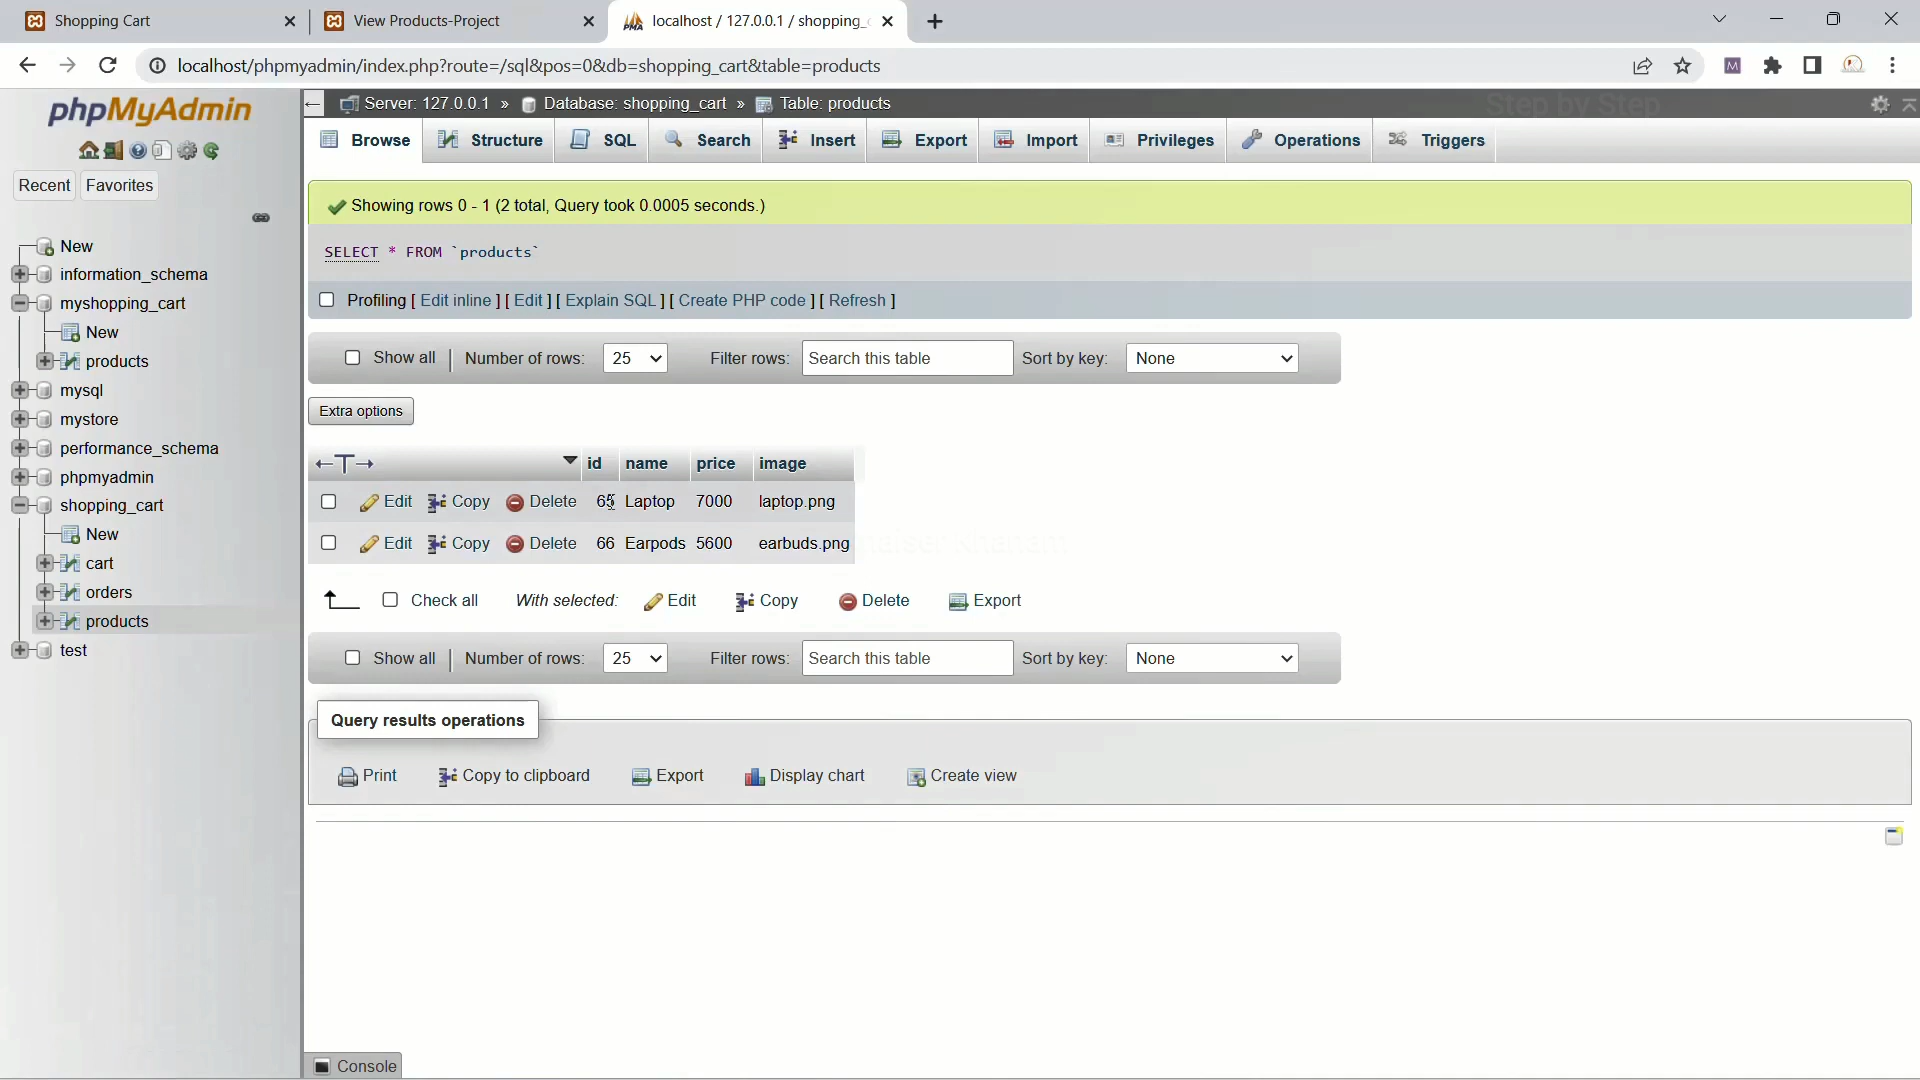 Shopping Cart
View Products-Project
localhost / 127.0.0.1 / shopping_
localhost/phpmyadmin/index.php?route=/sql&pos=0&db=shopping_cart&table=products
phpMyAdmin
Recent Favorites
New
information_schema
myshopping_cart
New
products
mysql
mystore
performance_schema
phpmyadmin
shopping_cart
New
cart
orders
products
test
Server: 127.0.0.1 » Database: shopping_cart » Table: products
Step by Step
Browse Structure SQL Search Insert Export Import Privileges Operations Triggers
Showing rows 0 - 1 (2 total, Query took 0.0005 seconds.)
SELECT * FROM `products`
Profiling [ Edit inline ] [ Edit ] [ Explain SQL ] [ Create PHP code ] [ Refresh ]
Show all Number of rows: 25 Filter rows: Search this table Sort by key: None
Extra options
id name price image
Edit Copy Delete 65 Laptop 7000 laptop.png
Edit Copy Delete 66 Earpods 5600 earbuds.png
Check all With selected: Edit Copy Delete Export
Show all Number of rows: 25 Filter rows: Search this table Sort by key: None
Query results operations
Print Copy to clipboard Export Display chart Create view
Console